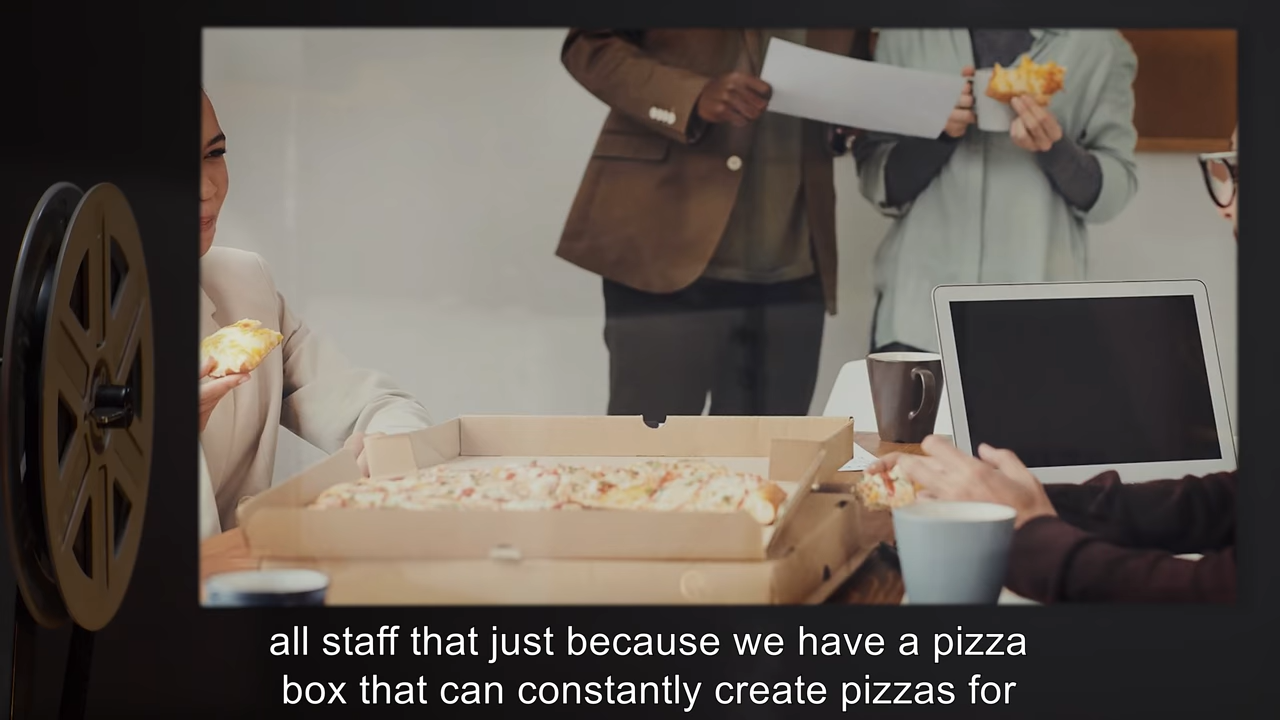 all staff that just because we have a pizza
box that can constantly create pizzas for